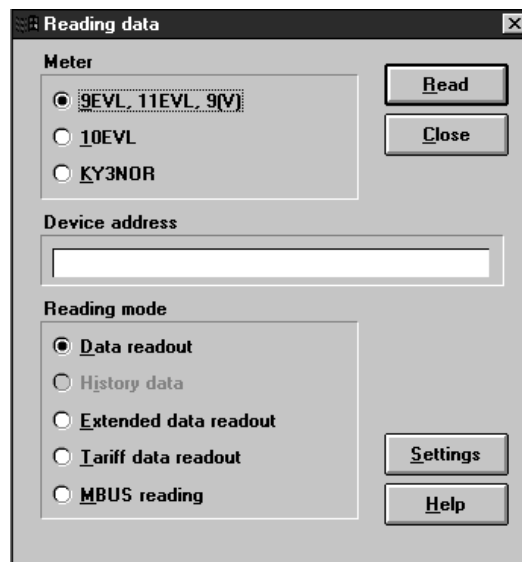 Reading data
Meter
9EVL, 11EVL, 9(V)
10EVL
KY3NOR
Read
Close
Device address
Reading mode
Data readout
History data
Extended data readout
Tariff data readout
MBUS reading
Settings
Help